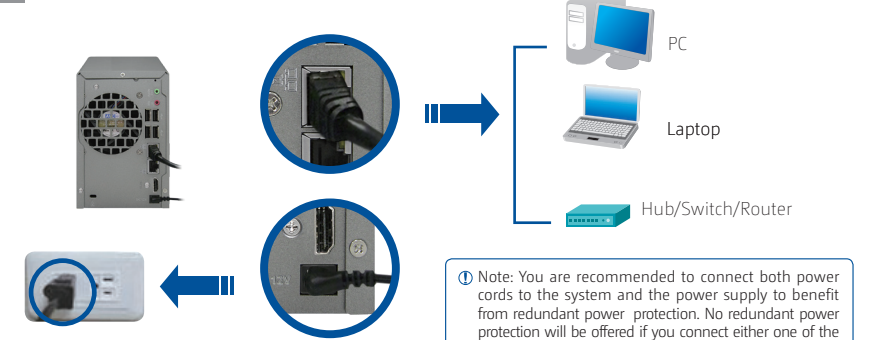 PC
Laptop
Hub/Switch/Router
Note: You are recommended to connect both power
cords to the system and the power supply to benefit
from redundant power protection. No redundant power
protection will be offered if you connect either one of the